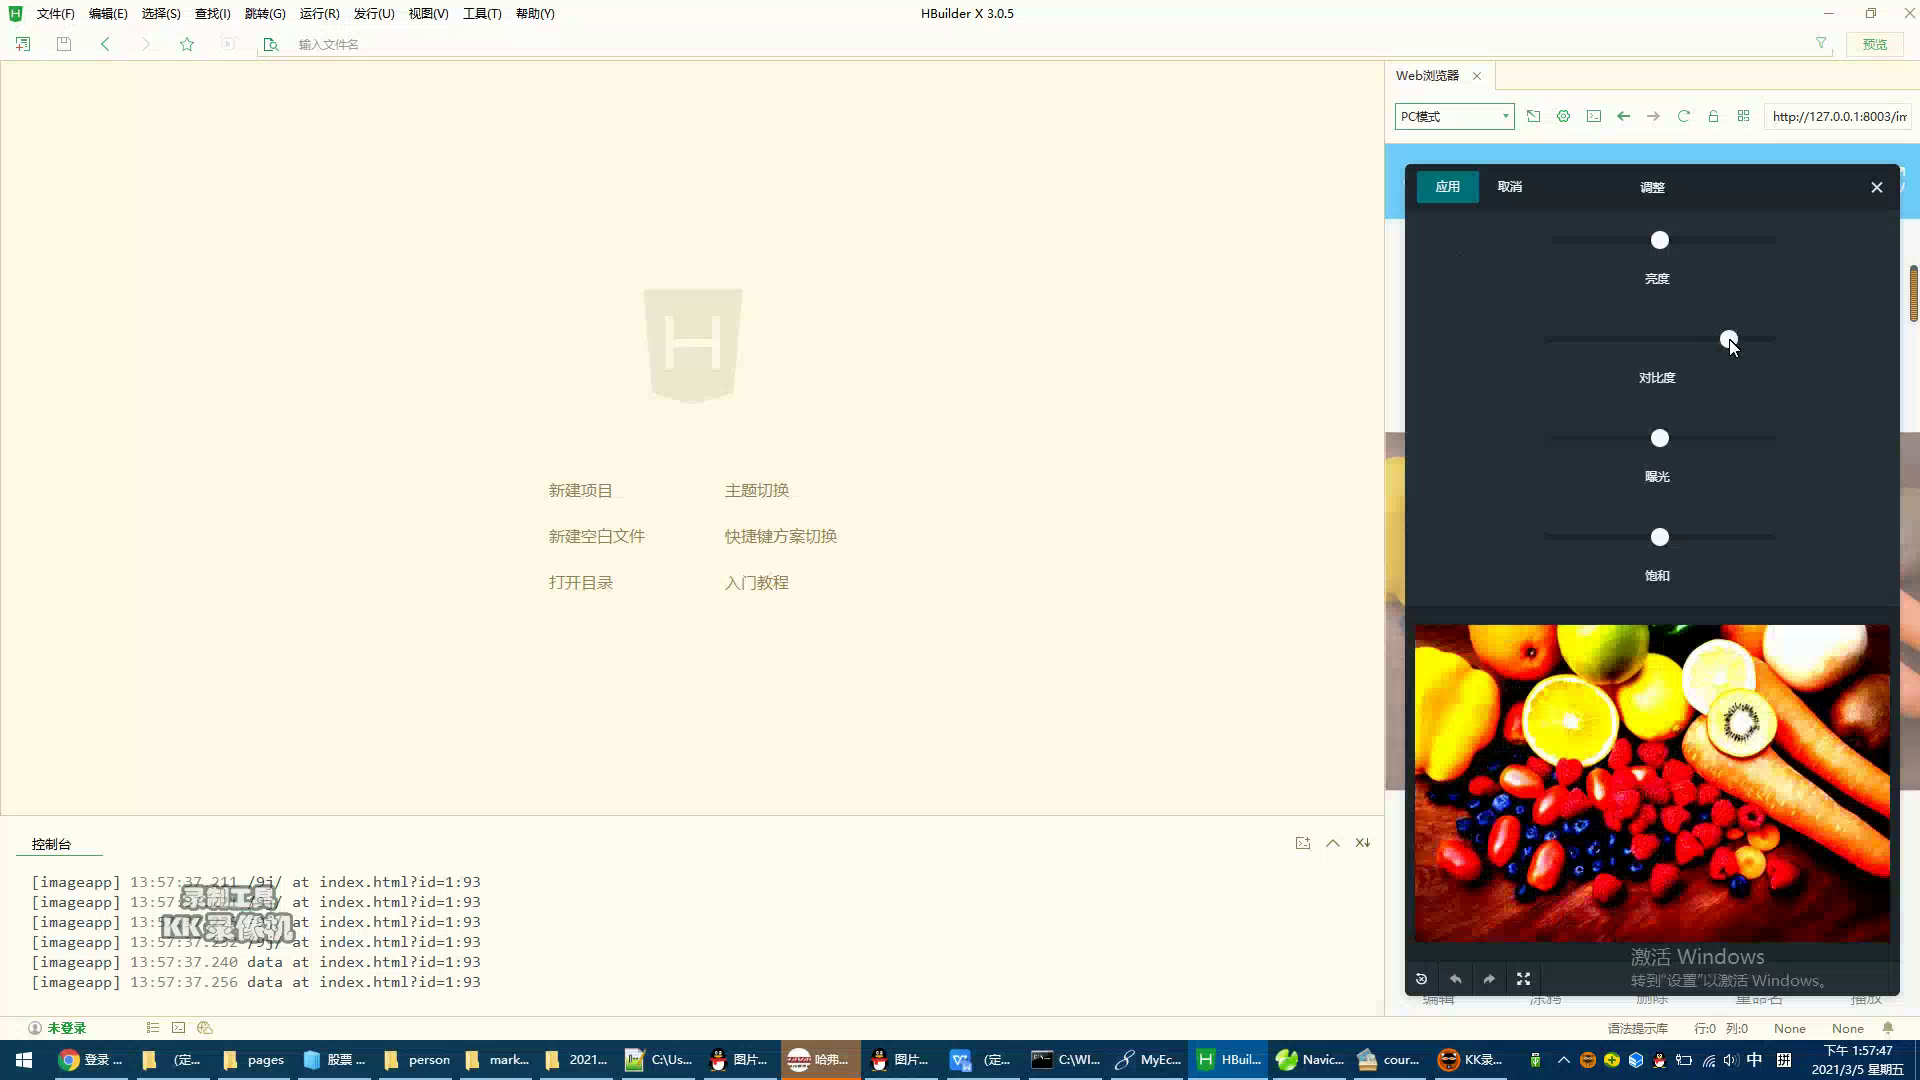 文件(F) 编辑(E) 选择(S) 查找(I) 跳转(G) 运行(R) 发行(U) 视图(V) 工具(T) 帮助(Y)
HBuilder X 3.0.5
输入文件名
预览
Web浏览器
PC模式
http://127.0.0.1:8003/im
应用 取消 调整
亮度
对比度
曝光
饱和
新建项目 主题切换
新建空白文件 快捷键方案切换
打开目录 入门教程
控制台
[imageapp] 13:57:37.211 /9j/ at index.html?id=1:93
[imageapp] at index.html?id=1:93
[imageapp] at index.html?id=1:93
[imageapp] 13:57:37.232 /9j/ at index.html?id=1:93
[imageapp] 13:57:37.240 data at index.html?id=1:93
[imageapp] 13:57:37.256 data at index.html?id=1:93
录制工具
KK录像机
激活 Windows
转到"设置"以激活 Windows。
编辑 涂鸦 删除 重命名 播放
未登录
语法提示库 行:0 列:0 None None
登录 ... (定... pages 股票 ... person mark... 2021... C:\Us... 图片... 哈弗... 图片... (定... C:\WI... MyEc... HBuil... Navic... cour... KK录...
中
拼
下午 1:57:47
2021/3/5 星期五